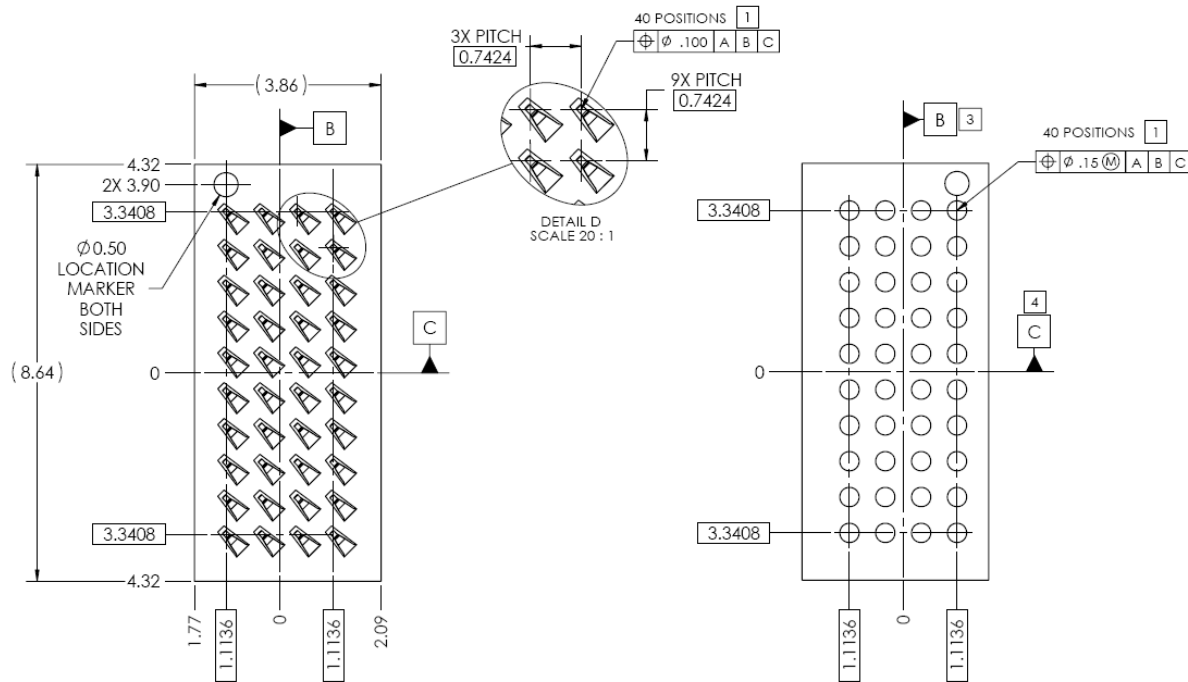 40 POSITIONS 1
⌖ Ø .100 A B C
3X PITCH
0.7424
9X PITCH
0.7424
DETAIL D
SCALE 20 : 1
(3.86)
B
4.32
2X 3.90
3.3408
Ø0.50
LOCATION
MARKER
BOTH
SIDES
C
(8.64)
0
3.3408
4.32
1.77
1.1136
0
1.1136
2.09
B 3
40 POSITIONS 1
⌖ Ø .15 Ⓜ A B C
3.3408
4
C
0
3.3408
1.1136
0
1.1136